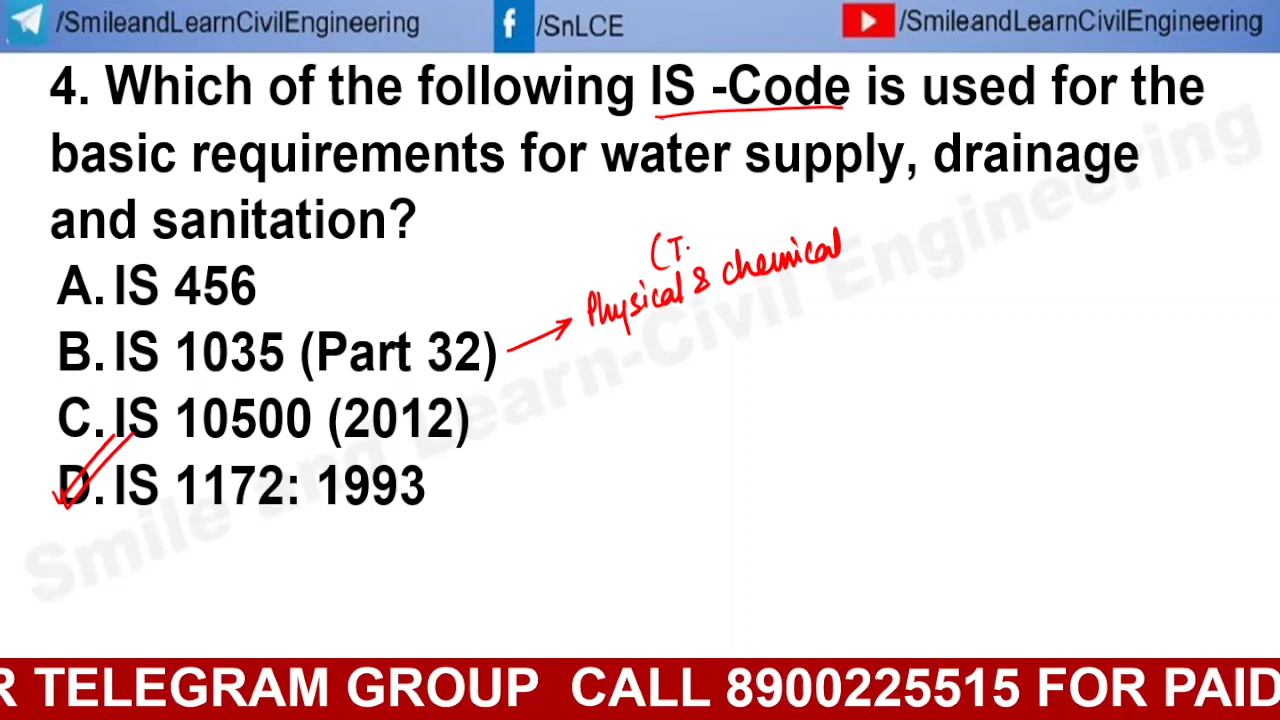 /SmileandLearnCivilEngineering /SnLCE /SmileandLearnCivilEngineering
4. Which of the following IS -Code is used for the
basic requirements for water supply, drainage
and sanitation?
(T.
Physical & chemical
A. IS 456
B. IS 1035 (Part 32)
C. IS 10500 (2012)
D. IS 1172: 1993
Smile and Learn-Civil Engineering
R TELEGRAM GROUP CALL 8900225515 FOR PAID